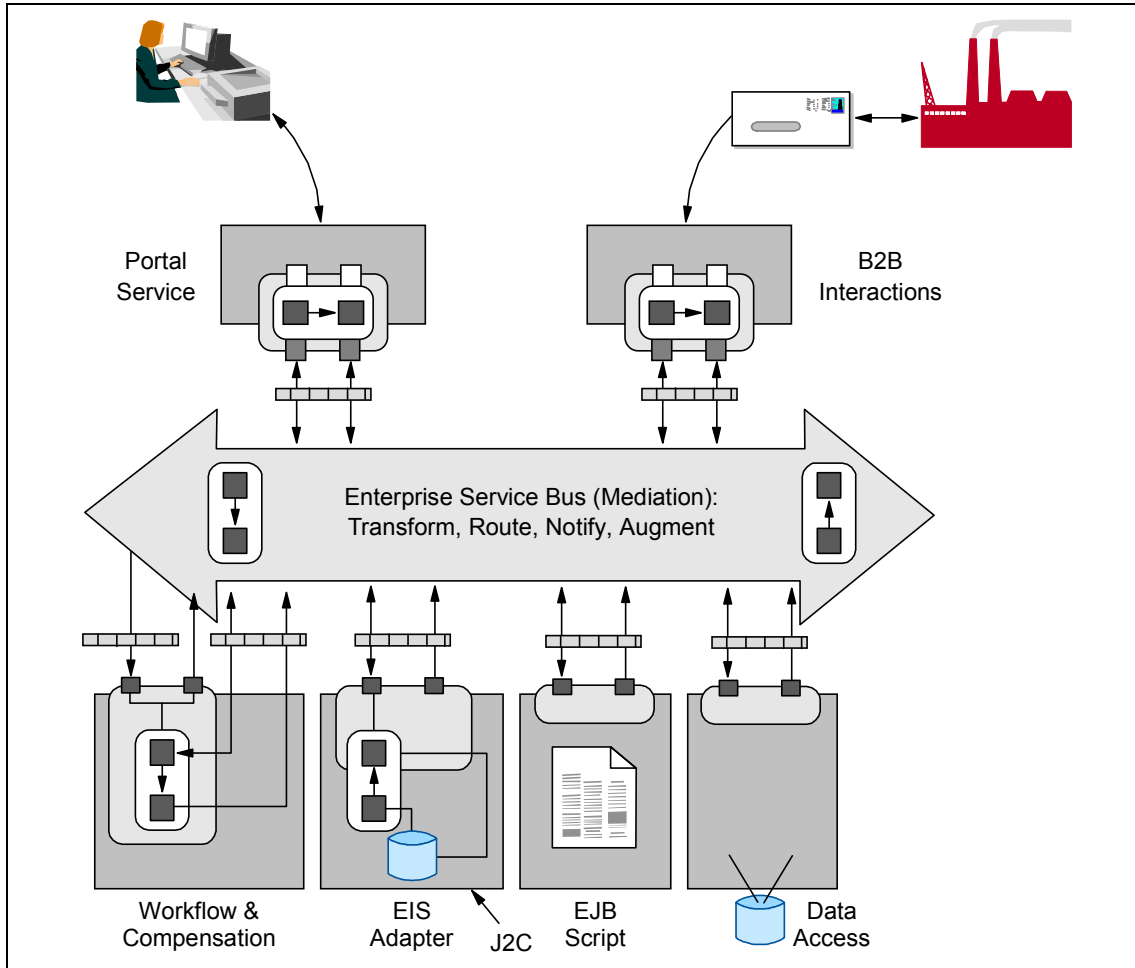 Portal
Service
B2B
Interactions
Enterprise Service Bus (Mediation):
Transform, Route, Notify, Augment
Workflow &
Compensation
EIS
Adapter
J2C
EJB
Script
Data
Access